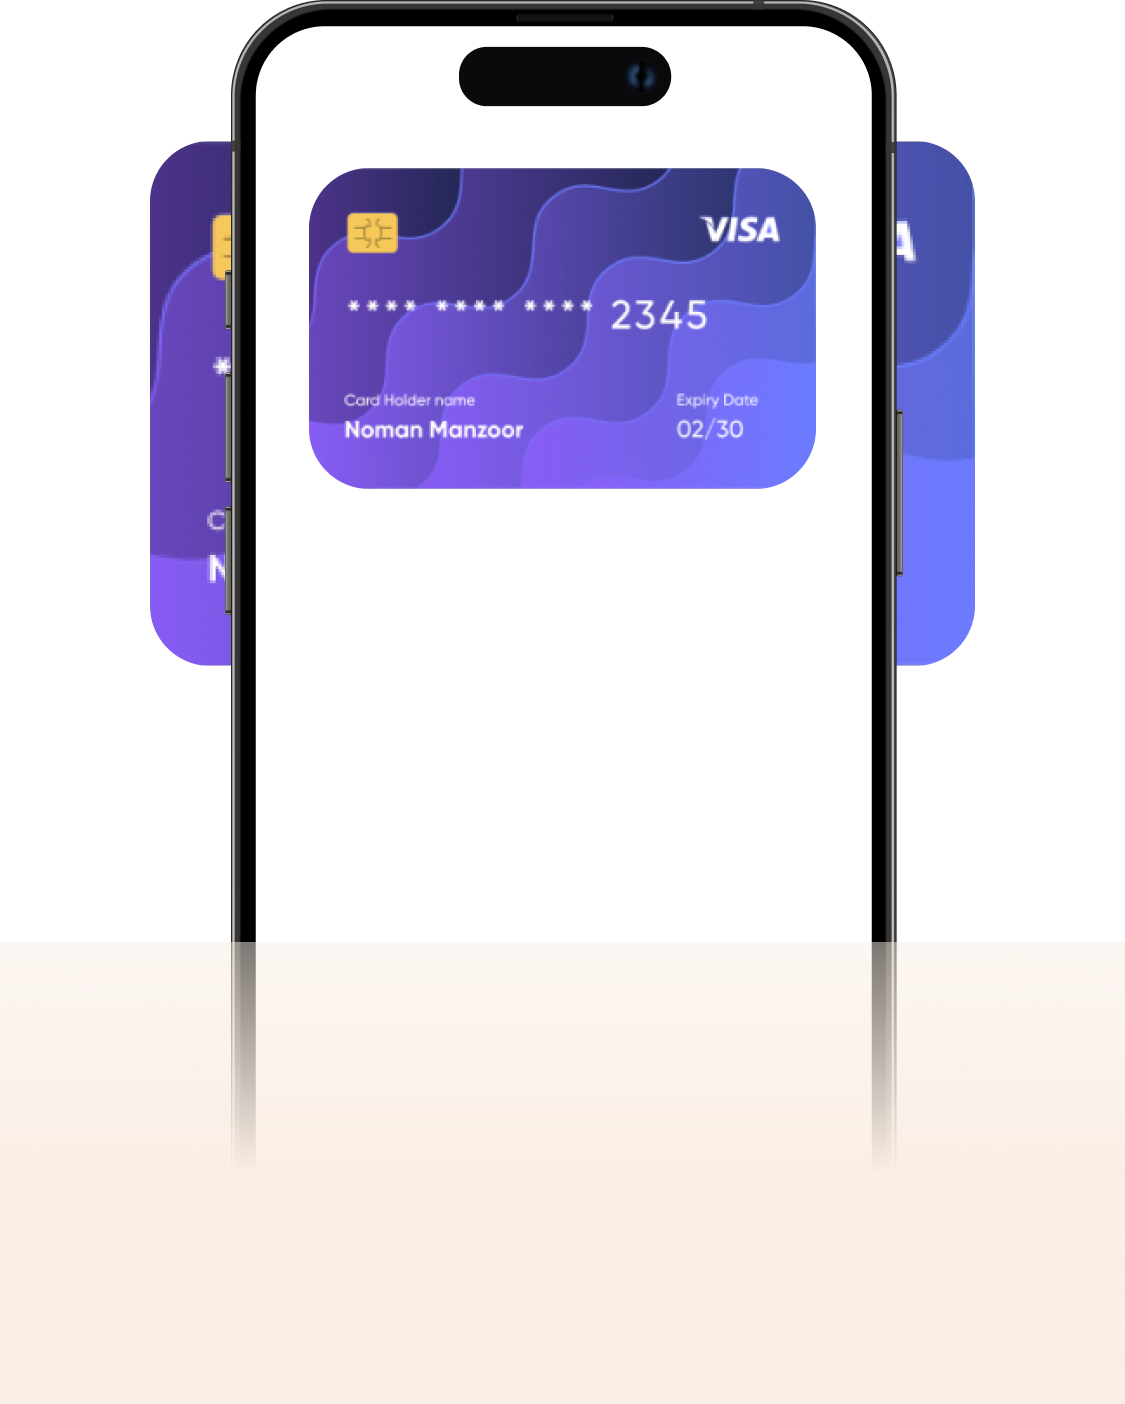 VISA
**** **** **** 2345
Card Holder name
Expiry Date
Noman Manzoor
02/30